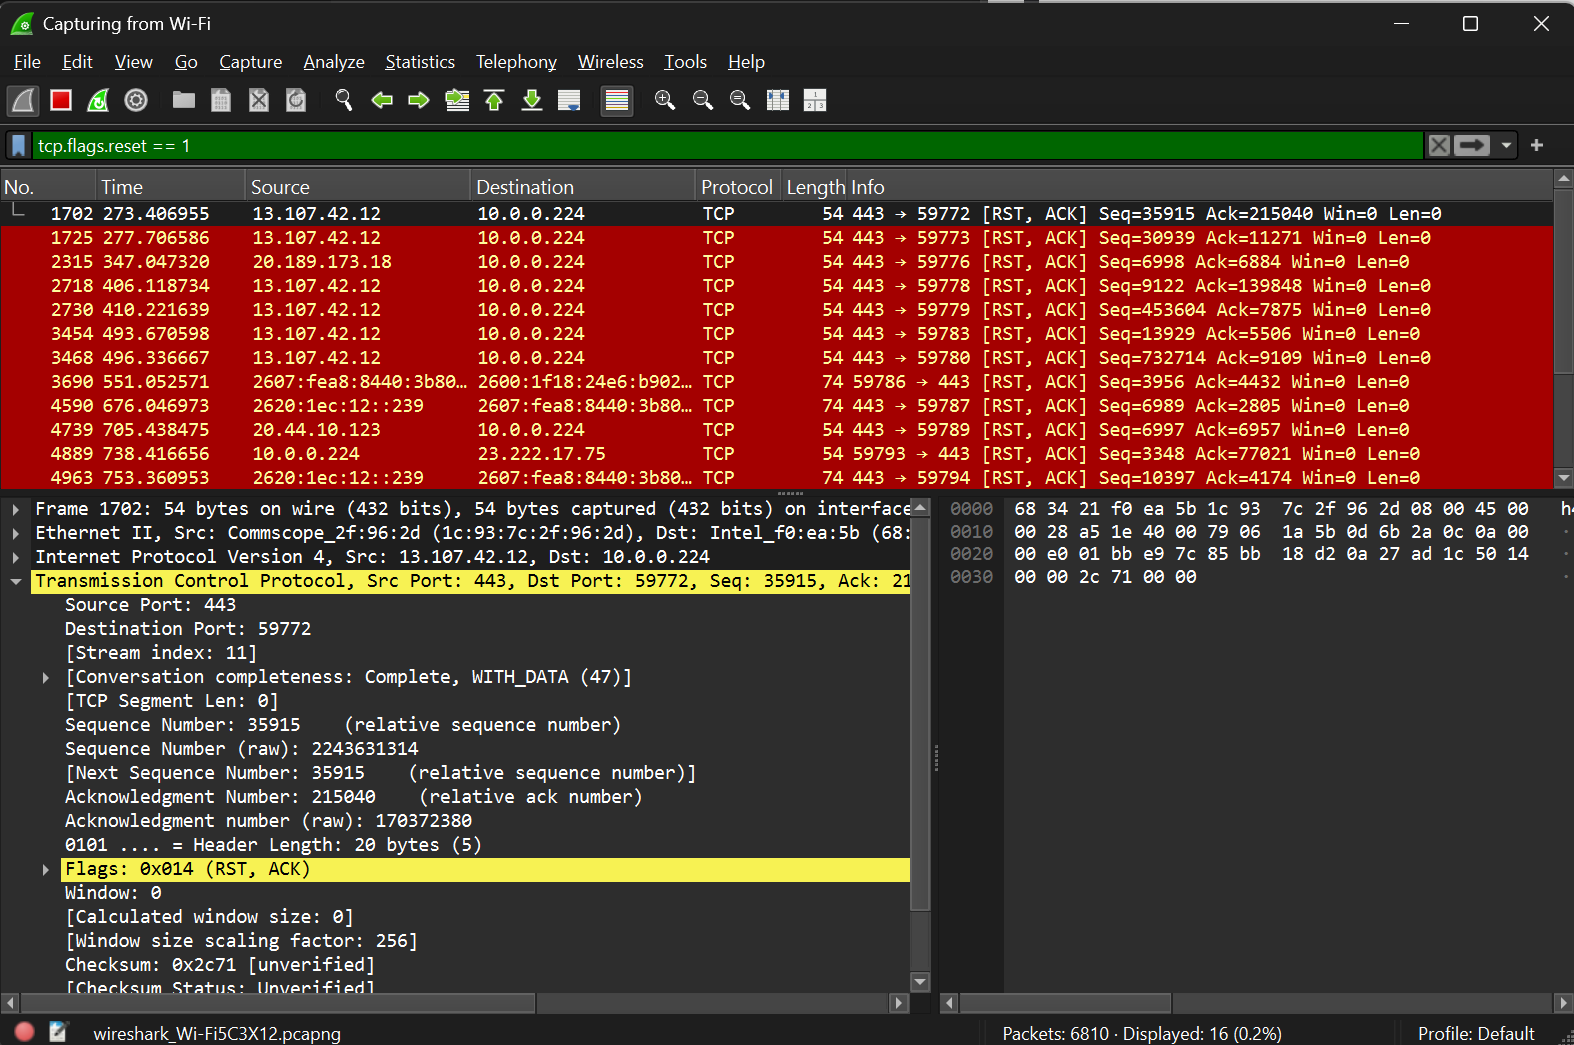 Capturing from Wi-Fi
File Edit View Go Capture Analyze Statistics Telephony Wireless Tools Help
tcp.flags.reset == 1
No. Time Source Destination Protocol Length Info
1702 273.406955 13.107.42.12 10.0.0.224 TCP 54 443 → 59772 [RST, ACK] Seq=35915 Ack=215040 Win=0 Len=0
1725 277.706586 13.107.42.12 10.0.0.224 TCP 54 443 → 59773 [RST, ACK] Seq=30939 Ack=11271 Win=0 Len=0
2315 347.047320 20.189.173.18 10.0.0.224 TCP 54 443 → 59776 [RST, ACK] Seq=6998 Ack=6884 Win=0 Len=0
2718 406.118734 13.107.42.12 10.0.0.224 TCP 54 443 → 59778 [RST, ACK] Seq=9122 Ack=139848 Win=0 Len=0
2730 410.221639 13.107.42.12 10.0.0.224 TCP 54 443 → 59779 [RST, ACK] Seq=453604 Ack=7875 Win=0 Len=0
3454 493.670598 13.107.42.12 10.0.0.224 TCP 54 443 → 59783 [RST, ACK] Seq=13929 Ack=5506 Win=0 Len=0
3468 496.336667 13.107.42.12 10.0.0.224 TCP 54 443 → 59780 [RST, ACK] Seq=732714 Ack=9109 Win=0 Len=0
3690 551.052571 2607:fea8:8440:3b80… 2600:1f18:24e6:b902… TCP 74 59786 → 443 [RST, ACK] Seq=3956 Ack=4432 Win=0 Len=0
4590 676.046973 2620:1ec:12::239 2607:fea8:8440:3b80… TCP 74 443 → 59787 [RST, ACK] Seq=6989 Ack=2805 Win=0 Len=0
4739 705.438475 20.44.10.123 10.0.0.224 TCP 54 443 → 59789 [RST, ACK] Seq=6997 Ack=6957 Win=0 Len=0
4889 738.416656 10.0.0.224 23.222.17.75 TCP 54 59793 → 443 [RST, ACK] Seq=3348 Ack=77021 Win=0 Len=0
4963 753.360953 2620:1ec:12::239 2607:fea8:8440:3b80… TCP 74 443 → 59794 [RST, ACK] Seq=10397 Ack=4174 Win=0 Len=0
Frame 1702: 54 bytes on wire (432 bits), 54 bytes captured (432 bits) on interface
Ethernet II, Src: Commscope_2f:96:2d (1c:93:7c:2f:96:2d), Dst: Intel_f0:ea:5b (68:
Internet Protocol Version 4, Src: 13.107.42.12, Dst: 10.0.0.224
Transmission Control Protocol, Src Port: 443, Dst Port: 59772, Seq: 35915, Ack: 21
Source Port: 443
Destination Port: 59772
[Stream index: 11]
[Conversation completeness: Complete, WITH_DATA (47)]
[TCP Segment Len: 0]
Sequence Number: 35915 (relative sequence number)
Sequence Number (raw): 2243631314
[Next Sequence Number: 35915 (relative sequence number)]
Acknowledgment Number: 215040 (relative ack number)
Acknowledgment number (raw): 170372380
0101 .... = Header Length: 20 bytes (5)
Flags: 0x014 (RST, ACK)
Window: 0
[Calculated window size: 0]
[Window size scaling factor: 256]
Checksum: 0x2c71 [unverified]
[Checksum Status: Unverified]
0000 68 34 21 f0 ea 5b 1c 93 7c 2f 96 2d 08 00 45 00 h4
0010 00 28 a5 1e 40 00 79 06 1a 5b 0d 6b 2a 0c 0a 00 ·
0020 00 e0 01 bb e9 7c 85 bb 18 d2 0a 27 ad 1c 50 14 ·
0030 00 00 2c 71 00 00 ·
wireshark_Wi-Fi5C3X12.pcapng
Packets: 6810 · Displayed: 16 (0.2%)
Profile: Default